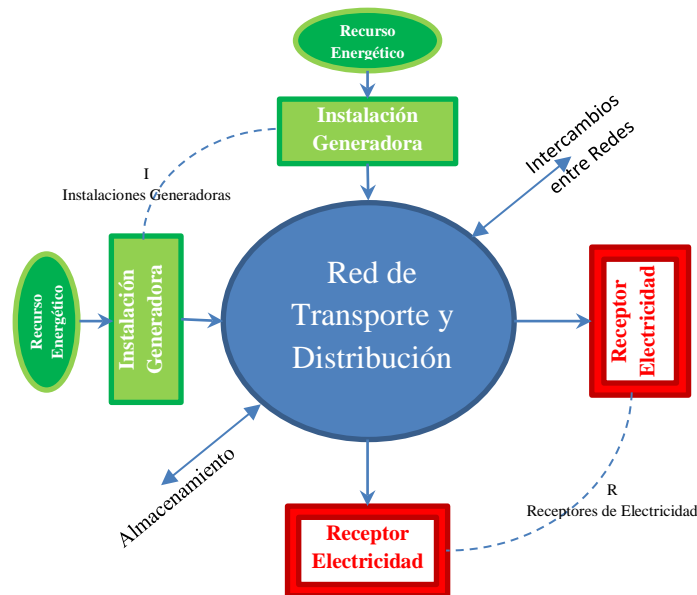 Recurso
Energético
Instalación
Generadora
Intercambios
entre Redes
I
Instalaciones Generadoras
Recurso
Energético
Instalación
Generadora
Red de
Transporte y
Distribución
Receptor
Electricidad
Almacenamiento
R
Receptores de Electricidad
Receptor
Electricidad